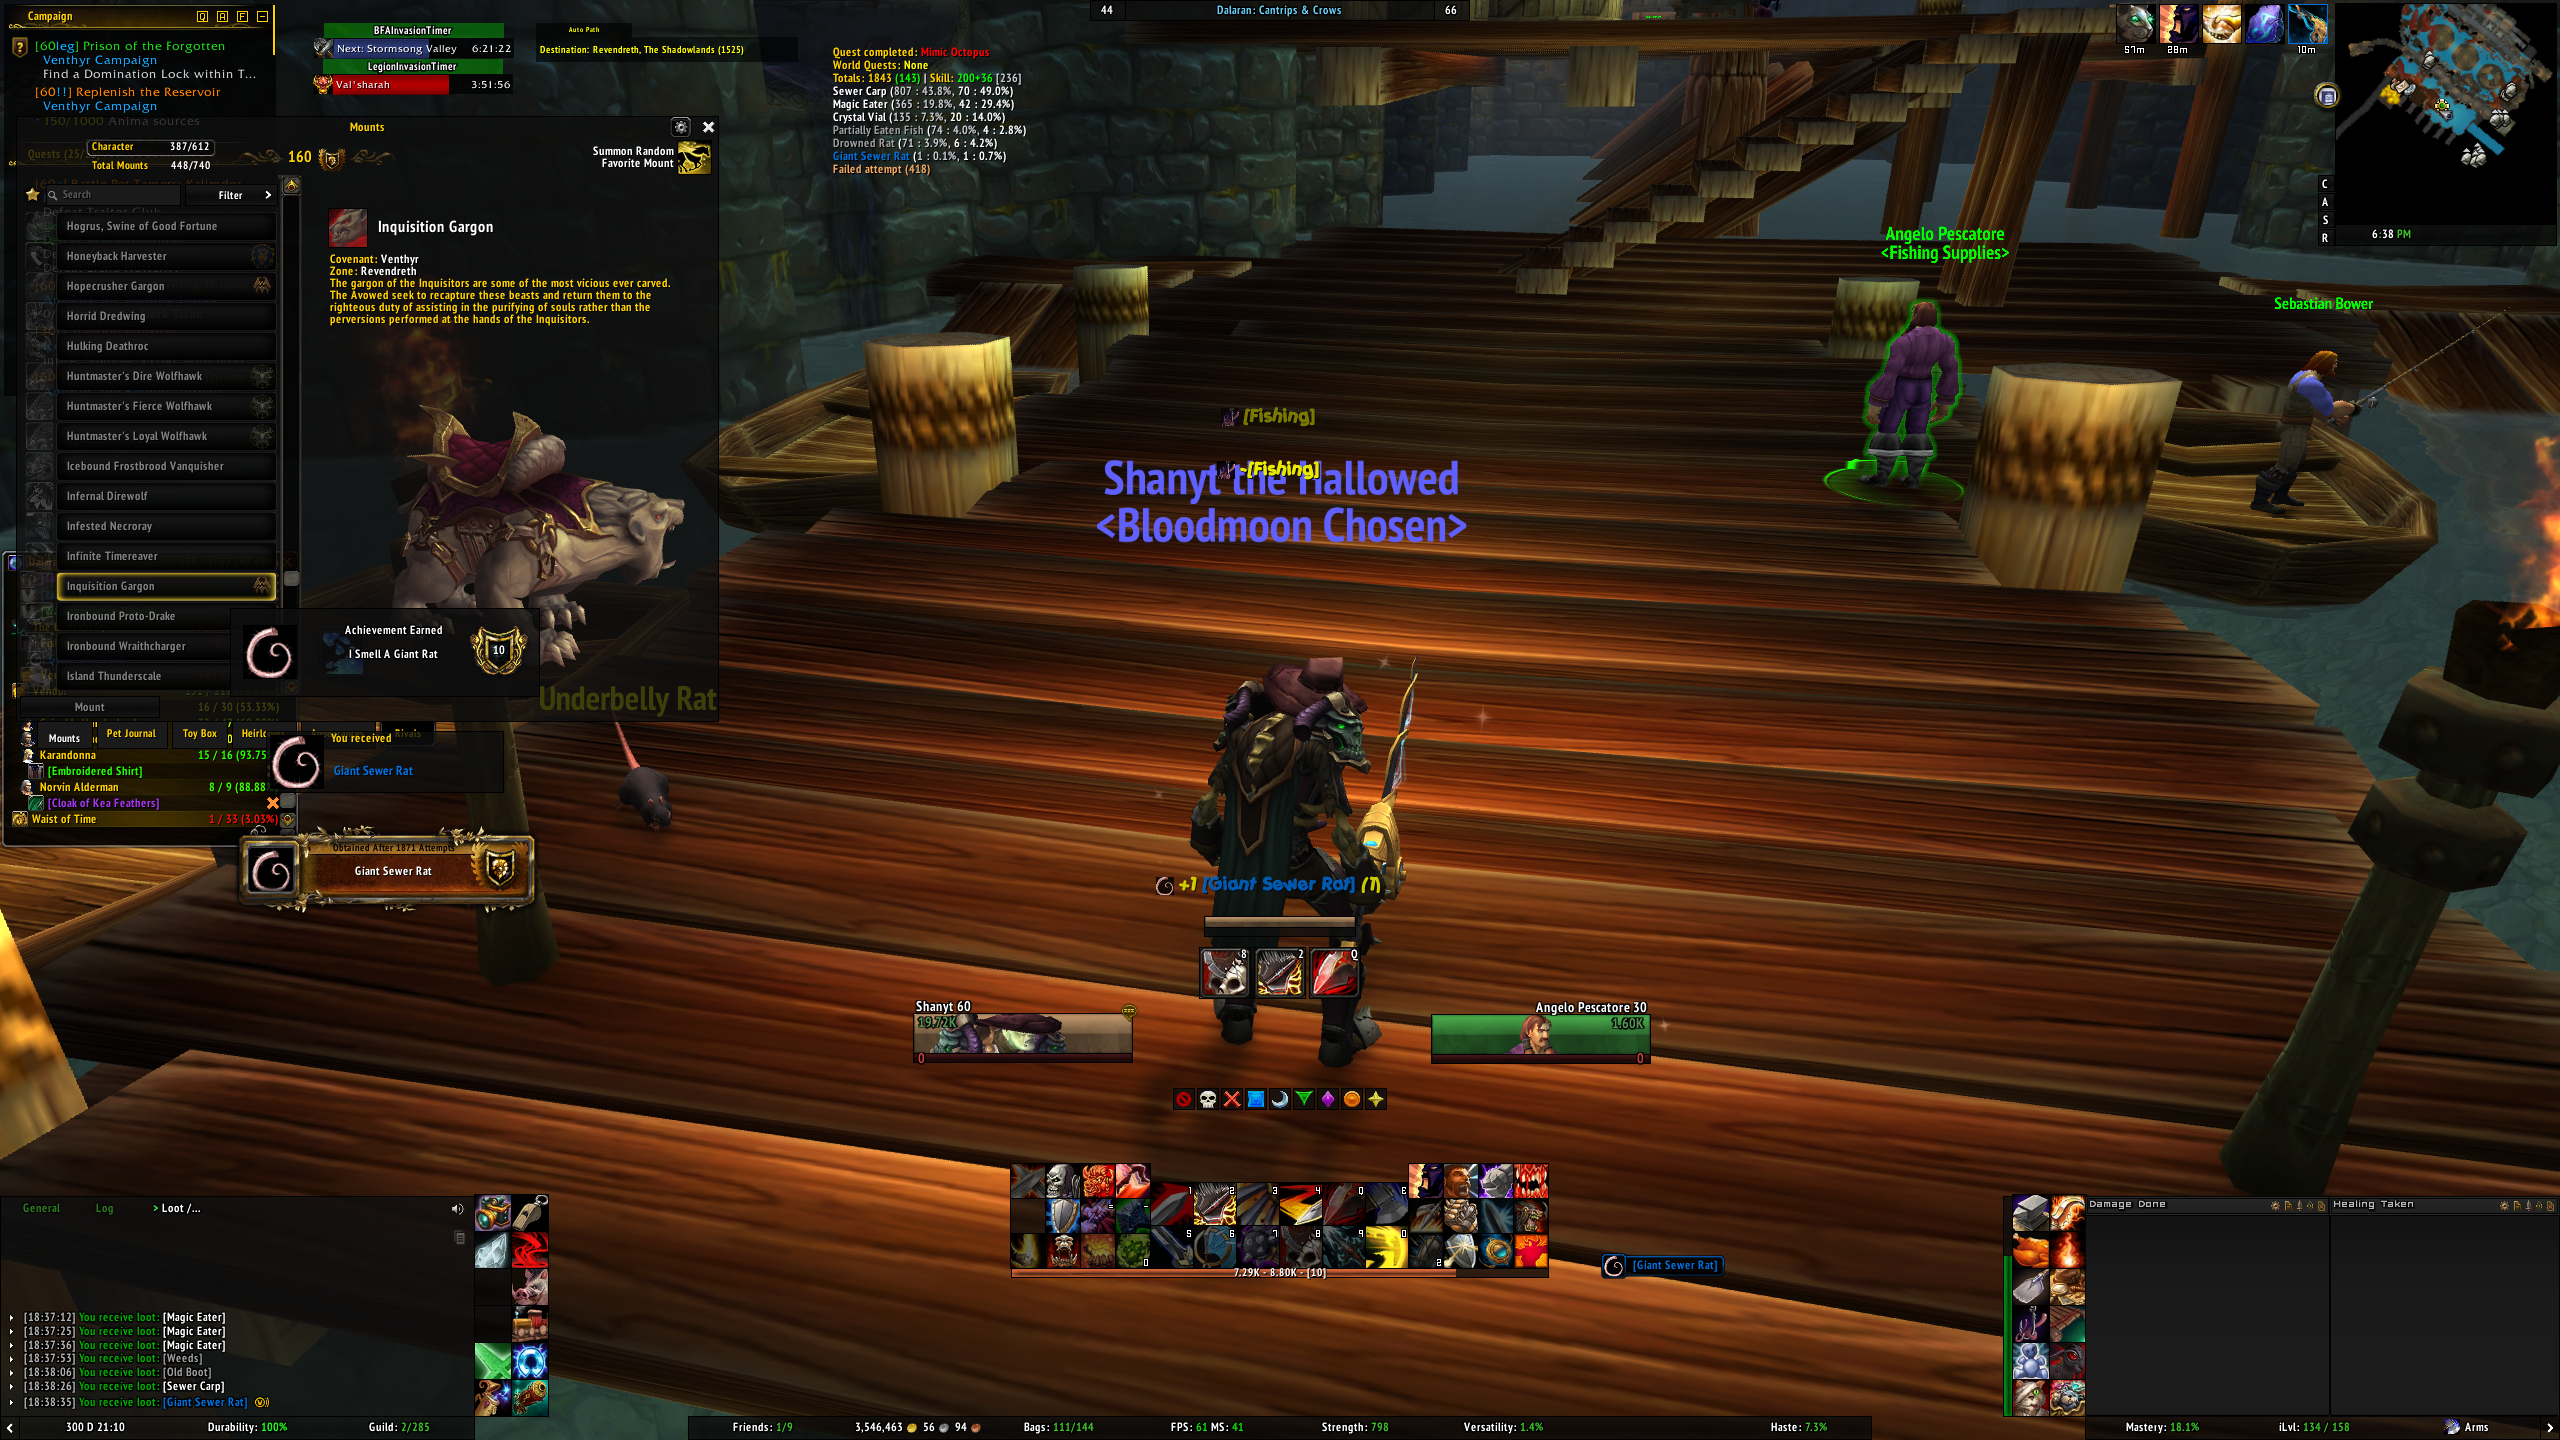 Campaign
Q A F
[60leg] Prison of the Forgotten
Venthyr Campaign
Find a Domination Lock within T...
[60!!] Replenish the Reservoir
Venthyr Campaign
150/1000 Anima sources
BFAInvasionTimer
Next: Stormsong Valley 6:21:22
LegionInvasionTimer
Val'sharah 3:51:56
Auto Path
Destination: Revendreth, The Shadowlands (1525)
44 Dalaran: Cantrips & Crows 66
Quest completed: Mimic Octopus
World Quests: None
Totals: 1843 (143) | Skill: 200+36 [236]
Sewer Carp (807 : 43.8%, 70 : 49.0%)
Magic Eater (365 : 19.8%, 42 : 29.4%)
Crystal Vial (135 : 7.3%, 20 : 14.0%)
Partially Eaten Fish (74 : 4.0%, 4 : 2.8%)
Drowned Rat (71 : 3.9%, 6 : 4.2%)
Giant Sewer Rat (1 : 0.1%, 1 : 0.7%)
Failed attempt (418)
57m 28m 10m
C
A
S
R
6:38 PM
Mounts
Character 387/612
Total Mounts 448/740
160
Summon Random
Favorite Mount
Search
Filter
Hogrus, Swine of Good Fortune
Honeyback Harvester
Hopecrusher Gargon
Horrid Dredwing
Hulking Deathroc
Huntmaster's Dire Wolfhawk
Huntmaster's Fierce Wolfhawk
Huntmaster's Loyal Wolfhawk
Icebound Frostbrood Vanquisher
Infernal Direwolf
Infested Necroray
Infinite Timereaver
Inquisition Gargon
Ironbound Proto-Drake
Ironbound Wraithcharger
Island Thunderscale
Inquisition Gargon
Covenant: Venthyr
Zone: Revendreth
The gargon of the Inquisitors are some of the most vicious ever carved.
The Avowed seek to recapture these beasts and return them to the
righteous duty of assisting in the purifying of souls rather than the
perversions performed at the hands of the Inquisitors.
Achievement Earned
I Smell A Giant Rat
10
Underbelly Rat
Mount
16 / 30 (53.33%)
Mounts
Pet Journal
Toy Box
You received
Giant Sewer Rat
Karandonna 15 / 16 (93.75
[Embroidered Shirt]
Norvin Alderman 8 / 9 (88.88
[Cloak of Kea Feathers]
Waist of Time 1 / 33 (3.03%)
Obtained After 1871 Attempts
Giant Sewer Rat
Angelo Pescatore
<Fishing Supplies>
Sebastian Bower
[Fishing]
-[Fishing]
Shanyt the Hallowed
<Bloodmoon Chosen>
+1 [Giant Sewer Rat] (1)
8 2 Q
Shanyt 60
19.72K
0
Angelo Pescatore 30
1.60K
0
7.29K - 8.80K - [10]
[Giant Sewer Rat]
General Log > Loot /...
[18:37:12] You receive loot: [Magic Eater]
[18:37:25] You receive loot: [Magic Eater]
[18:37:36] You receive loot: [Magic Eater]
[18:37:53] You receive loot: [Weeds]
[18:38:06] You receive loot: [Old Boot]
[18:38:26] You receive loot: [Sewer Carp]
[18:38:35] You receive loot: [Giant Sewer Rat]
Damage Done
Healing Taken
300 D 21:10 Durability: 100% Guild: 2/285
Friends: 1/9 3,546,463 56 94 Bags: 111/144 FPS: 61 MS: 41 Strength: 798 Versatility: 1.4% Haste: 7.3%
Mastery: 18.1% iLvl: 134 / 158 Arms